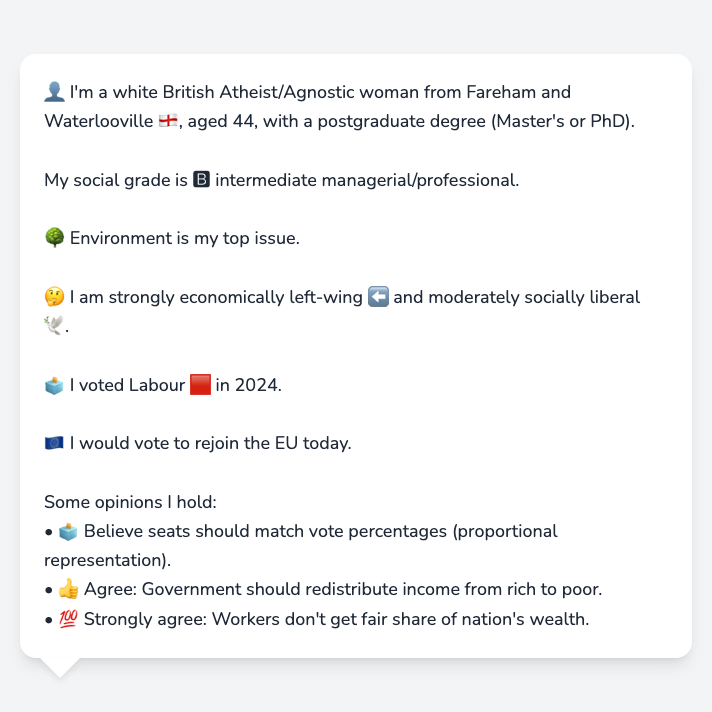 👤 I'm a white British Atheist/Agnostic woman from Fareham and
Waterlooville 🏴󠁧󠁢󠁥󠁮󠁧󠁿, aged 44, with a postgraduate degree (Master's or PhD).
My social grade is 🅱 intermediate managerial/professional.
🌳 Environment is my top issue.
🤔 I am strongly economically left-wing ⬅️ and moderately socially liberal
🕊️.
🗳️ I voted Labour 🟥 in 2024.
🇪🇺 I would vote to rejoin the EU today.
Some opinions I hold:
• 🗳️ Believe seats should match vote percentages (proportional
representation).
• 👍 Agree: Government should redistribute income from rich to poor.
• 💯 Strongly agree: Workers don't get fair share of nation's wealth.